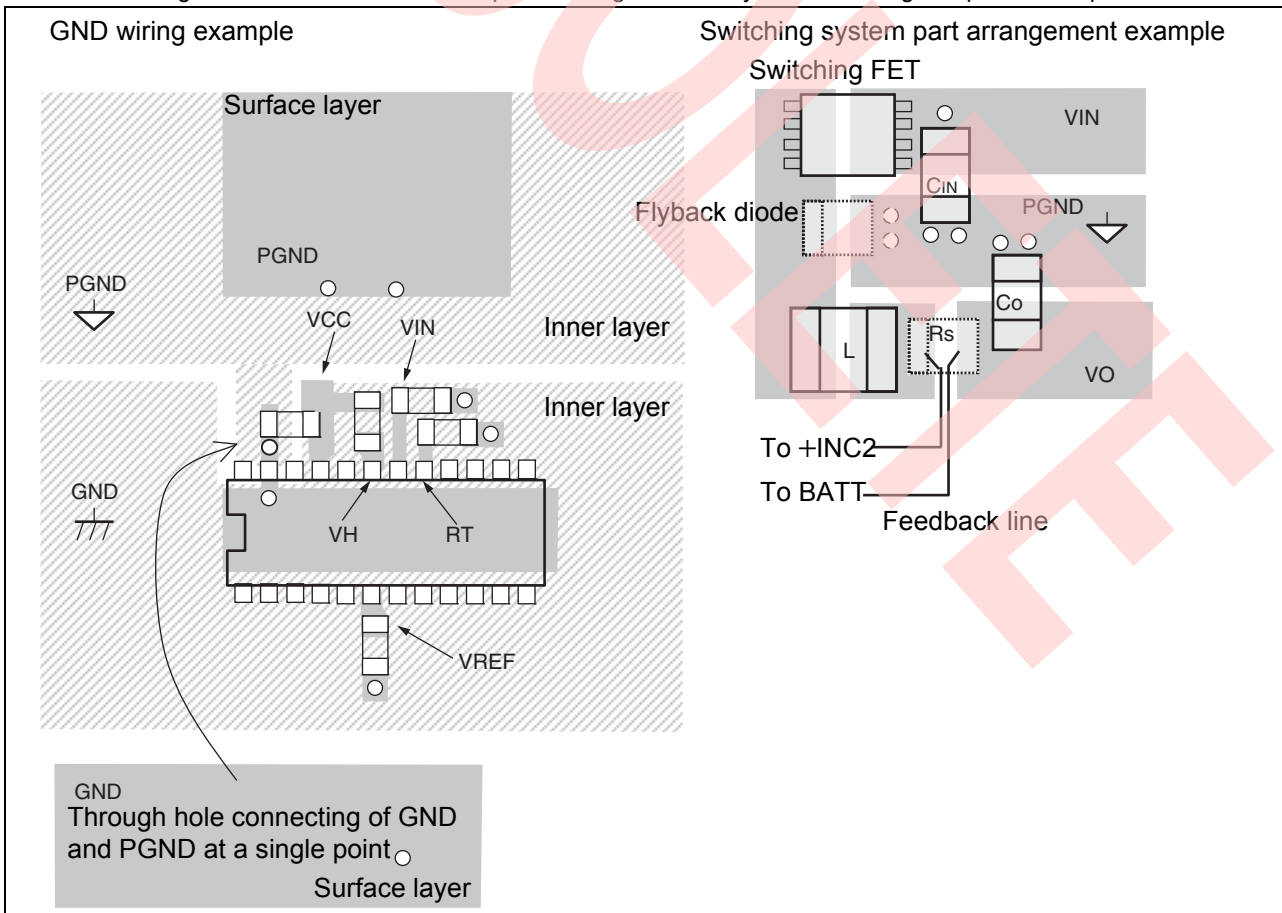 GND wiring example
Surface layer
PGND
PGND
VCC
VIN
Inner layer
Inner layer
GND
VH
RT
VREF
GND
Through hole connecting of GND
and PGND at a single point
Surface layer
Switching system part arrangement example
Switching FET
VIN
CIN
Flyback diode
PGND
Co
L
Rs
VO
To +INC2
To BATT
Feedback line